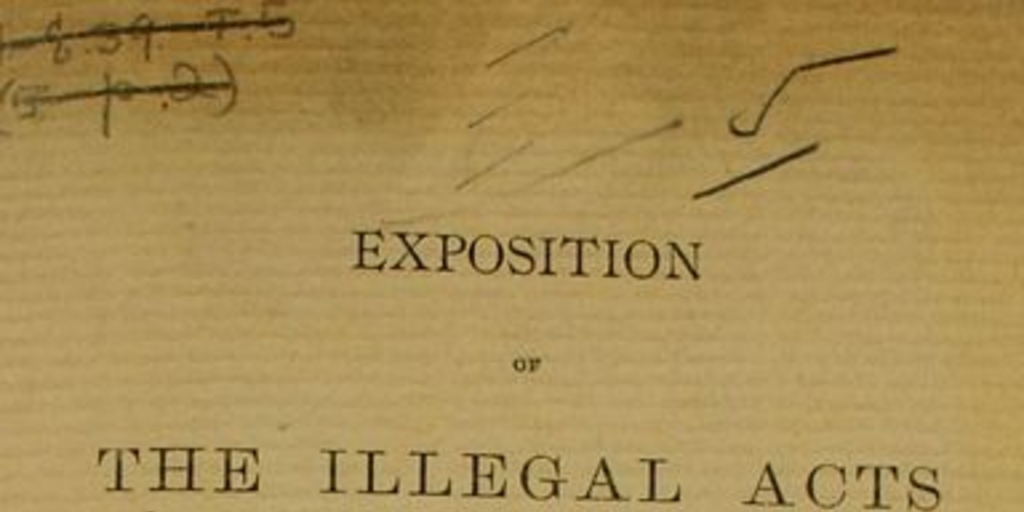 EXPOSITION
OF
THE ILLEGAL ACTS